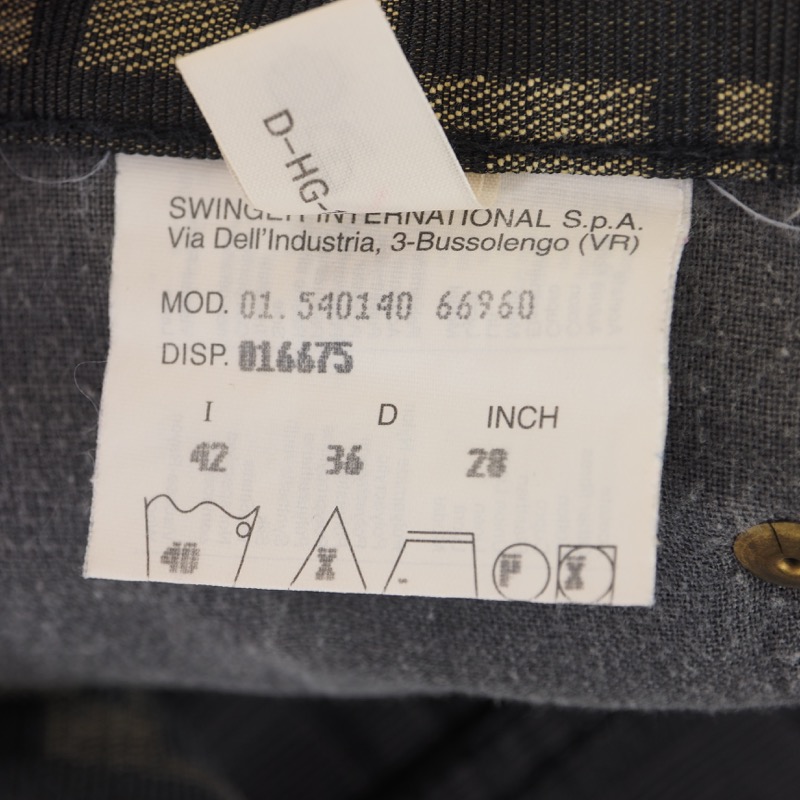 D-HG-
SWINGER INTERNATIONAL S.p.A.
Via Dell'Industria, 3-Bussolengo (VR)
MOD. 01.540140 66960
DISP. 016675
I D INCH
42 36 28
40 X P X